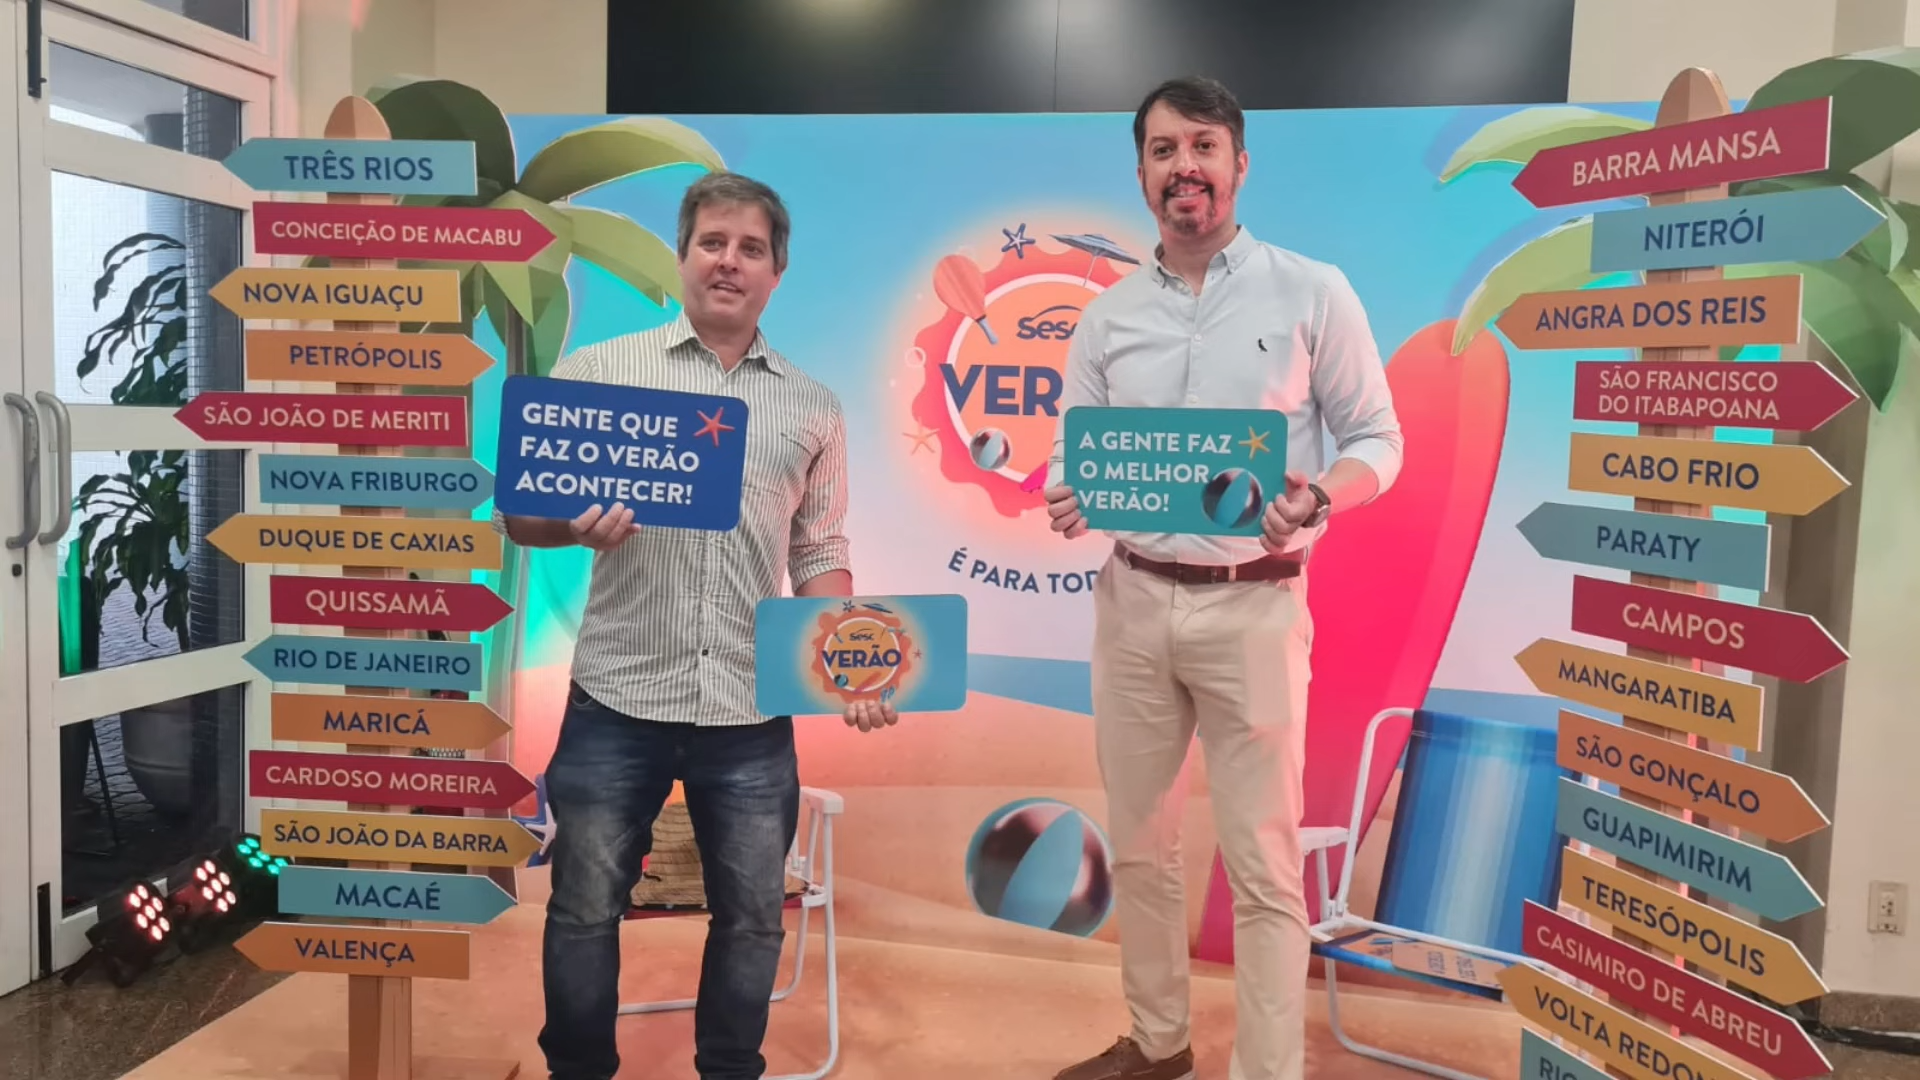 TRÊS RIOS
CONCEIÇÃO DE MACABU
NOVA IGUAÇU
PETRÓPOLIS
SÃO JOÃO DE MERITI
NOVA FRIBURGO
DUQUE DE CAXIAS
QUISSAMÃ
RIO DE JANEIRO
MARICÁ
CARDOSO MOREIRA
SÃO JOÃO DA BARRA
MACAÉ
VALENÇA
GENTE QUE
FAZ O VERÃO
ACONTECER!
Sesc
VERÃO
Sesc
VER
É PARA TOD
A GENTE FAZ
O MELHOR
VERÃO!
BARRA MANSA
NITERÓI
ANGRA DOS REIS
SÃO FRANCISCO
DO ITABAPOANA
CABO FRIO
PARATY
CAMPOS
MANGARATIBA
SÃO GONÇALO
GUAPIMIRIM
TERESÓPOLIS
CASIMIRO DE ABREU
VOLTA REDON
RIO